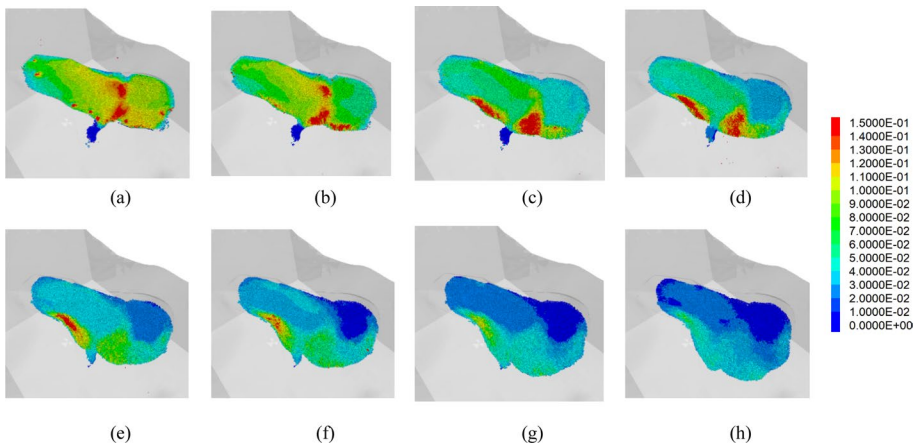 (a)
(b)
(c)
(d)
1.5000E-01
1.4000E-01
1.3000E-01
1.2000E-01
1.1000E-01
1.0000E-01
9.0000E-02
8.0000E-02
7.0000E-02
6.0000E-02
5.0000E-02
4.0000E-02
3.0000E-02
2.0000E-02
1.0000E-02
0.0000E+00
(e)
(f)
(g)
(h)